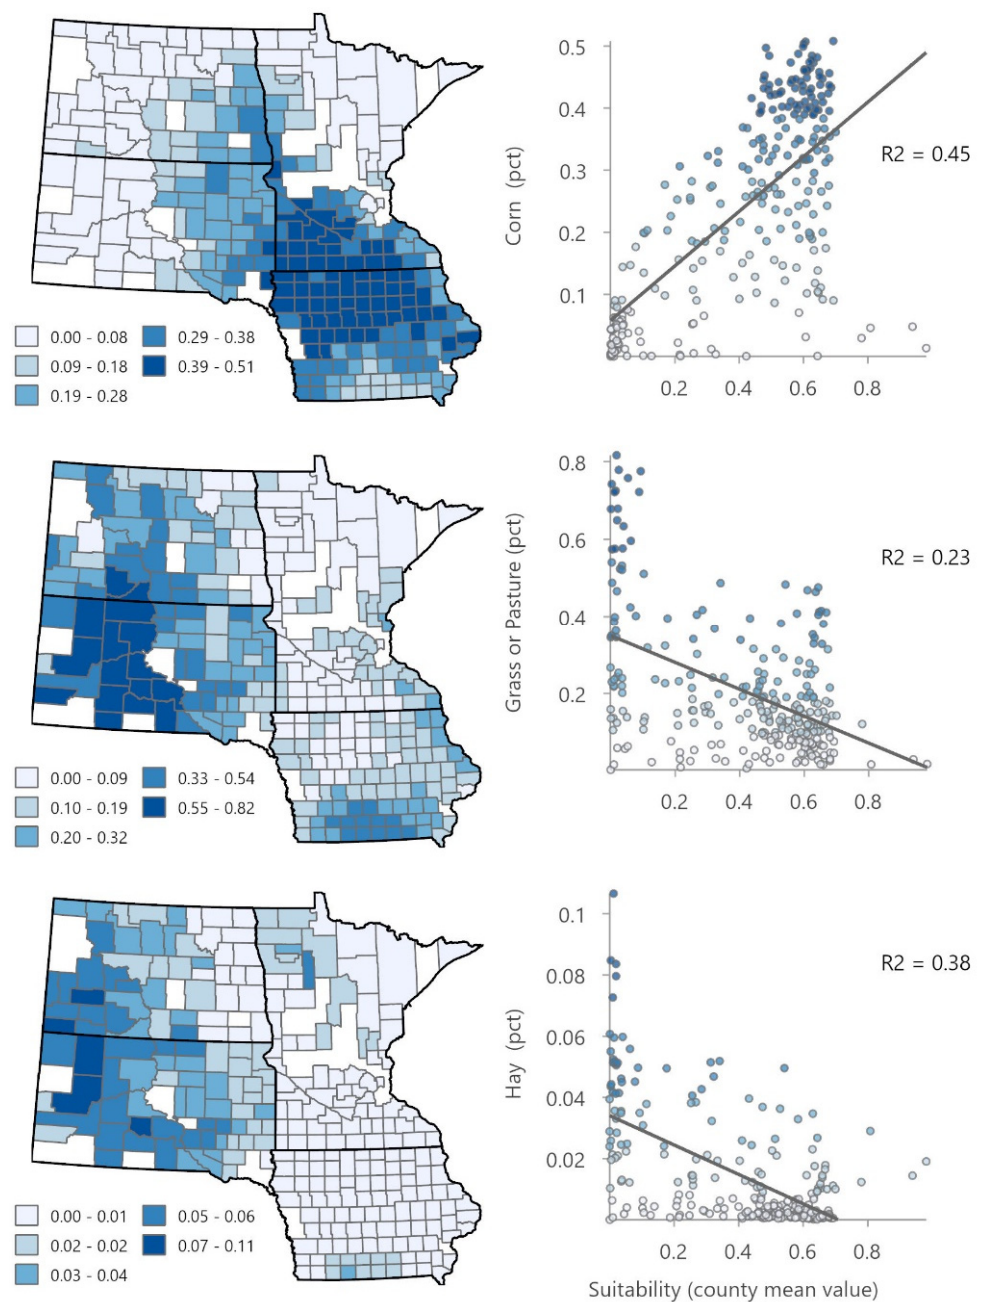 0.00 - 0.08
0.29 - 0.38
0.09 - 0.18
0.39 - 0.51
0.19 - 0.28
Corn (pct)
0.5
0.4
0.3
0.2
0.1
0.2 0.4 0.6 0.8
R2 = 0.45
0.00 - 0.09
0.33 - 0.54
0.10 - 0.19
0.55 - 0.82
0.20 - 0.32
Grass or Pasture (pct)
0.8
0.6
0.4
0.2
0.2 0.4 0.6 0.8
R2 = 0.23
0.00 - 0.01
0.05 - 0.06
0.02 - 0.02
0.07 - 0.11
0.03 - 0.04
Hay (pct)
0.1
0.08
0.06
0.04
0.02
0.2 0.4 0.6 0.8
R2 = 0.38
Suitability (county mean value)